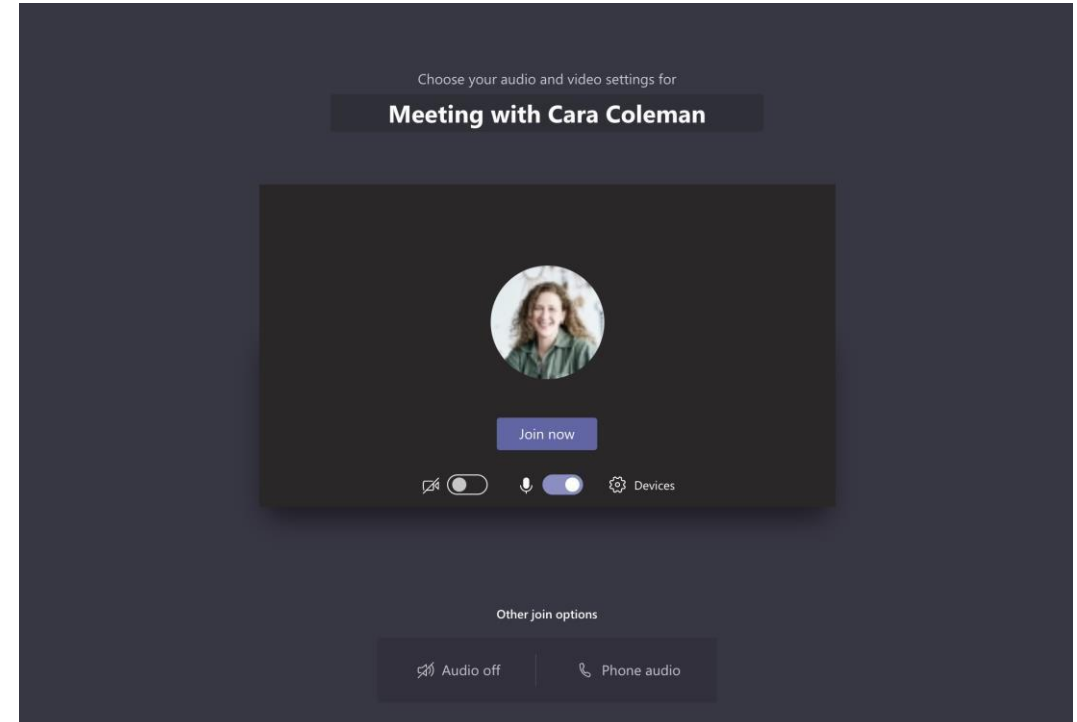 Choose your audio and video settings for
Meeting with Cara Coleman
Join now
Devices
Other join options
Audio off
Phone audio